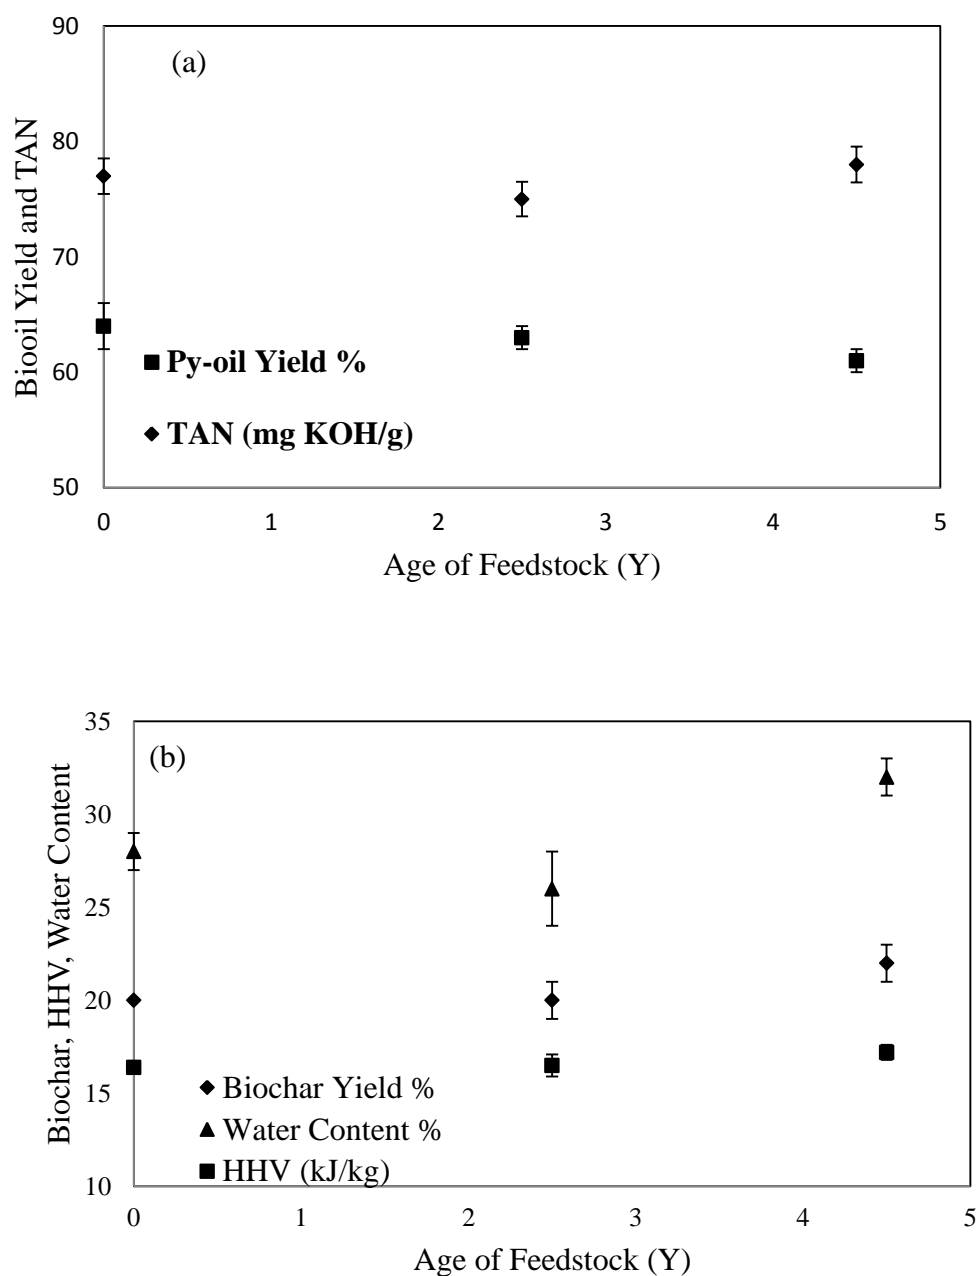 90
(a)
80
70
60
50
Biooil Yield and TAN
Py-oil Yield %
TAN (mg KOH/g)
0 1 2 3 4 5
Age of Feedstock (Y)
35
(b)
30
25
20
15
10
Biochar, HHV, Water Content
Biochar Yield %
Water Content %
HHV (kJ/kg)
0 1 2 3 4 5
Age of Feedstock (Y)